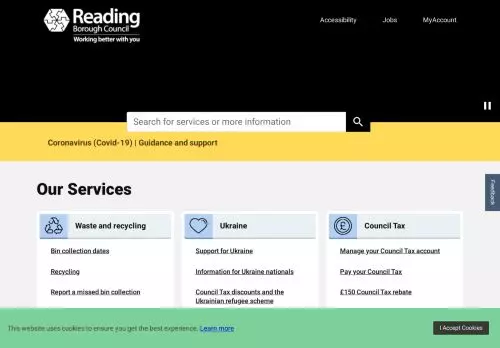 Reading
Borough Council
Working better with you
Accessibility
Jobs
MyAccount
Search for services or more information
Coronavirus (Covid-19) | Guidance and support
Feedback
Our Services
Waste and recycling
Ukraine
Council Tax
Bin collection dates
Support for Ukraine
Manage your Council Tax account
Recycling
Information for Ukraine nationals
Pay your Council Tax
Report a missed bin collection
Council Tax discounts and the
Ukrainian refugee scheme
£150 Council Tax rebate
This website uses cookies to ensure you get the best experience. Learn more
I Accept Cookies